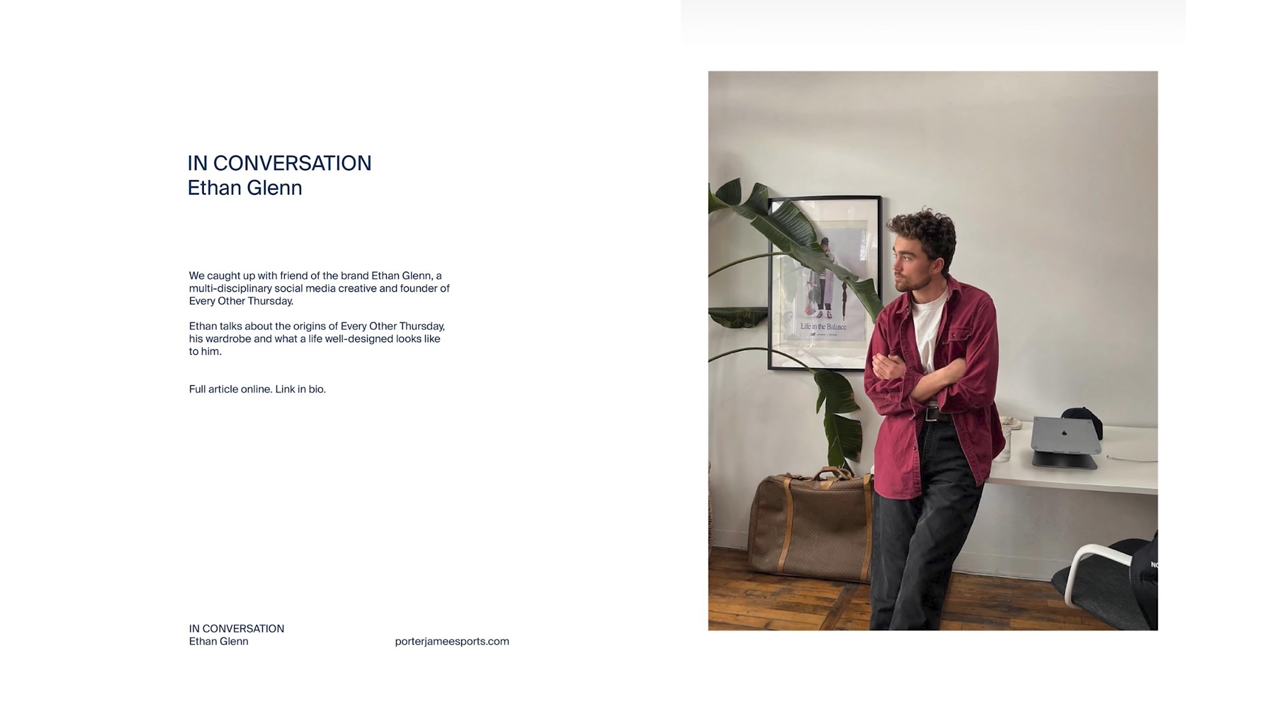 IN CONVERSATION
Ethan Glenn
We caught up with friend of the brand Ethan Glenn, a
multi-disciplinary social media creative and founder of
Every Other Thursday.
Ethan talks about the origins of Every Other Thursday,
his wardrobe and what a life well-designed looks like
to him.
Full article online. Link in bio.
IN CONVERSATION
Ethan Glenn
porterjameesports.com
Life in the Balance
NO